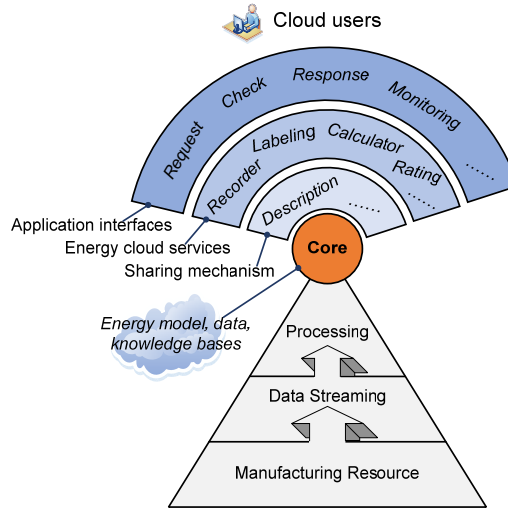 Cloud users
Request
Check
Response
Monitoring
......
Recorder
Labeling
Calculator
Rating
......
Description
......
Application interfaces
Energy cloud services
Sharing mechanism
Core
Energy model, data,
knowledge bases
Processing
Data Streaming
Manufacturing Resource